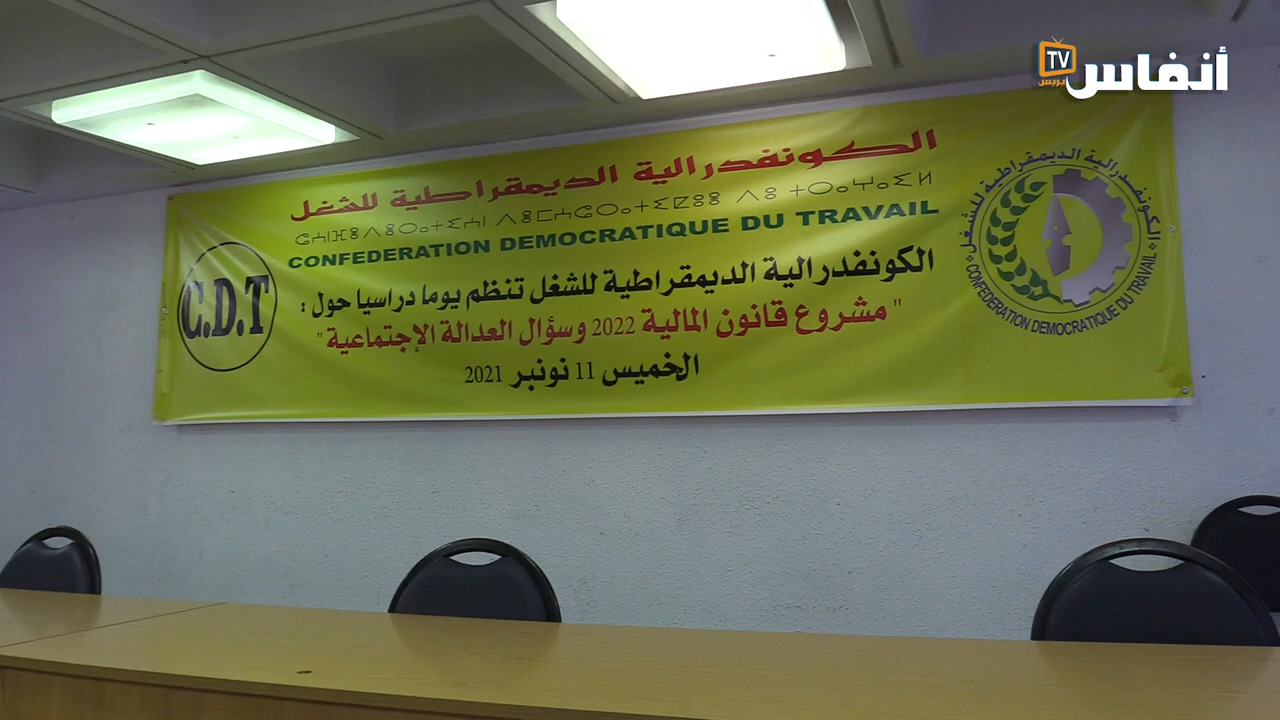 أنفاس
TV
بريس
الكونفدرالية الديمقراطية للشغل
CONFEDERATION DEMOCRATIQUE DU TRAVAIL
C.D.T
الكونفدرالية الديمقراطية للشغل تنظم يوما دراسيا حول :
" مشروع قانون المالية 2022 وسؤال العدالة الإجتماعية "
الخميس 11 نونبر 2021
الكونفدرالية الديمقراطية للشغل
CONFEDERATION DEMOCRATIQUE DU TRAVAIL